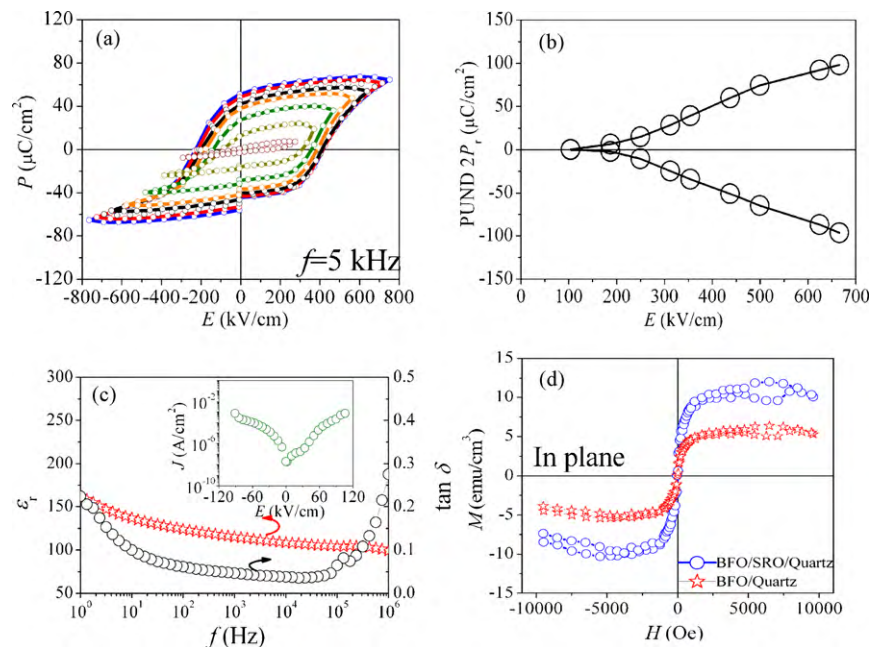 (a)
P (μC/cm²)
120
80
40
0
-40
-80
-120
f=5 kHz
-800 -600 -400 -200 0 200 400 600 800
E (kV/cm)
(b)
PUND 2Pᵣ (μC/cm²)
150
100
50
0
-50
-100
-150
0 100 200 300 400 500 600 700
E (kV/cm)
(c)
εᵣ
300
250
200
150
100
50
10⁰ 10¹ 10² 10³ 10⁴ 10⁵ 10⁶
f (Hz)
tan δ
0.5
0.4
0.3
0.2
0.1
0.0
J (A/cm²)
10⁻²
10⁻⁶
10⁻¹⁰
-120 -60 0 60 120
E (kV/cm)
(d)
M (emu/cm³)
15
10
5
0
-5
-10
-15
In plane
BFO/SRO/Quartz
BFO/Quartz
-10000 -5000 0 5000 10000
H (Oe)